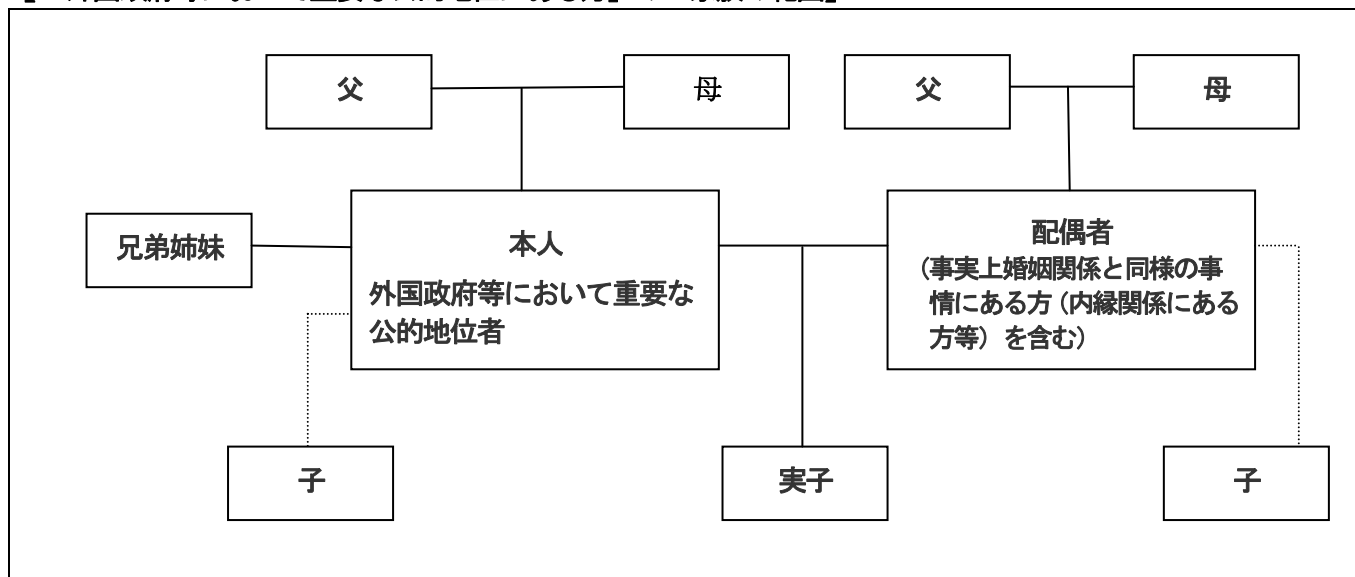 父
母
父
母
兄弟姉妹
本人
外国政府等において重要な
公的地位者
配偶者
（事実上婚姻関係と同様の事
情にある方（内縁関係にある
方等）を含む）
子
実子
子